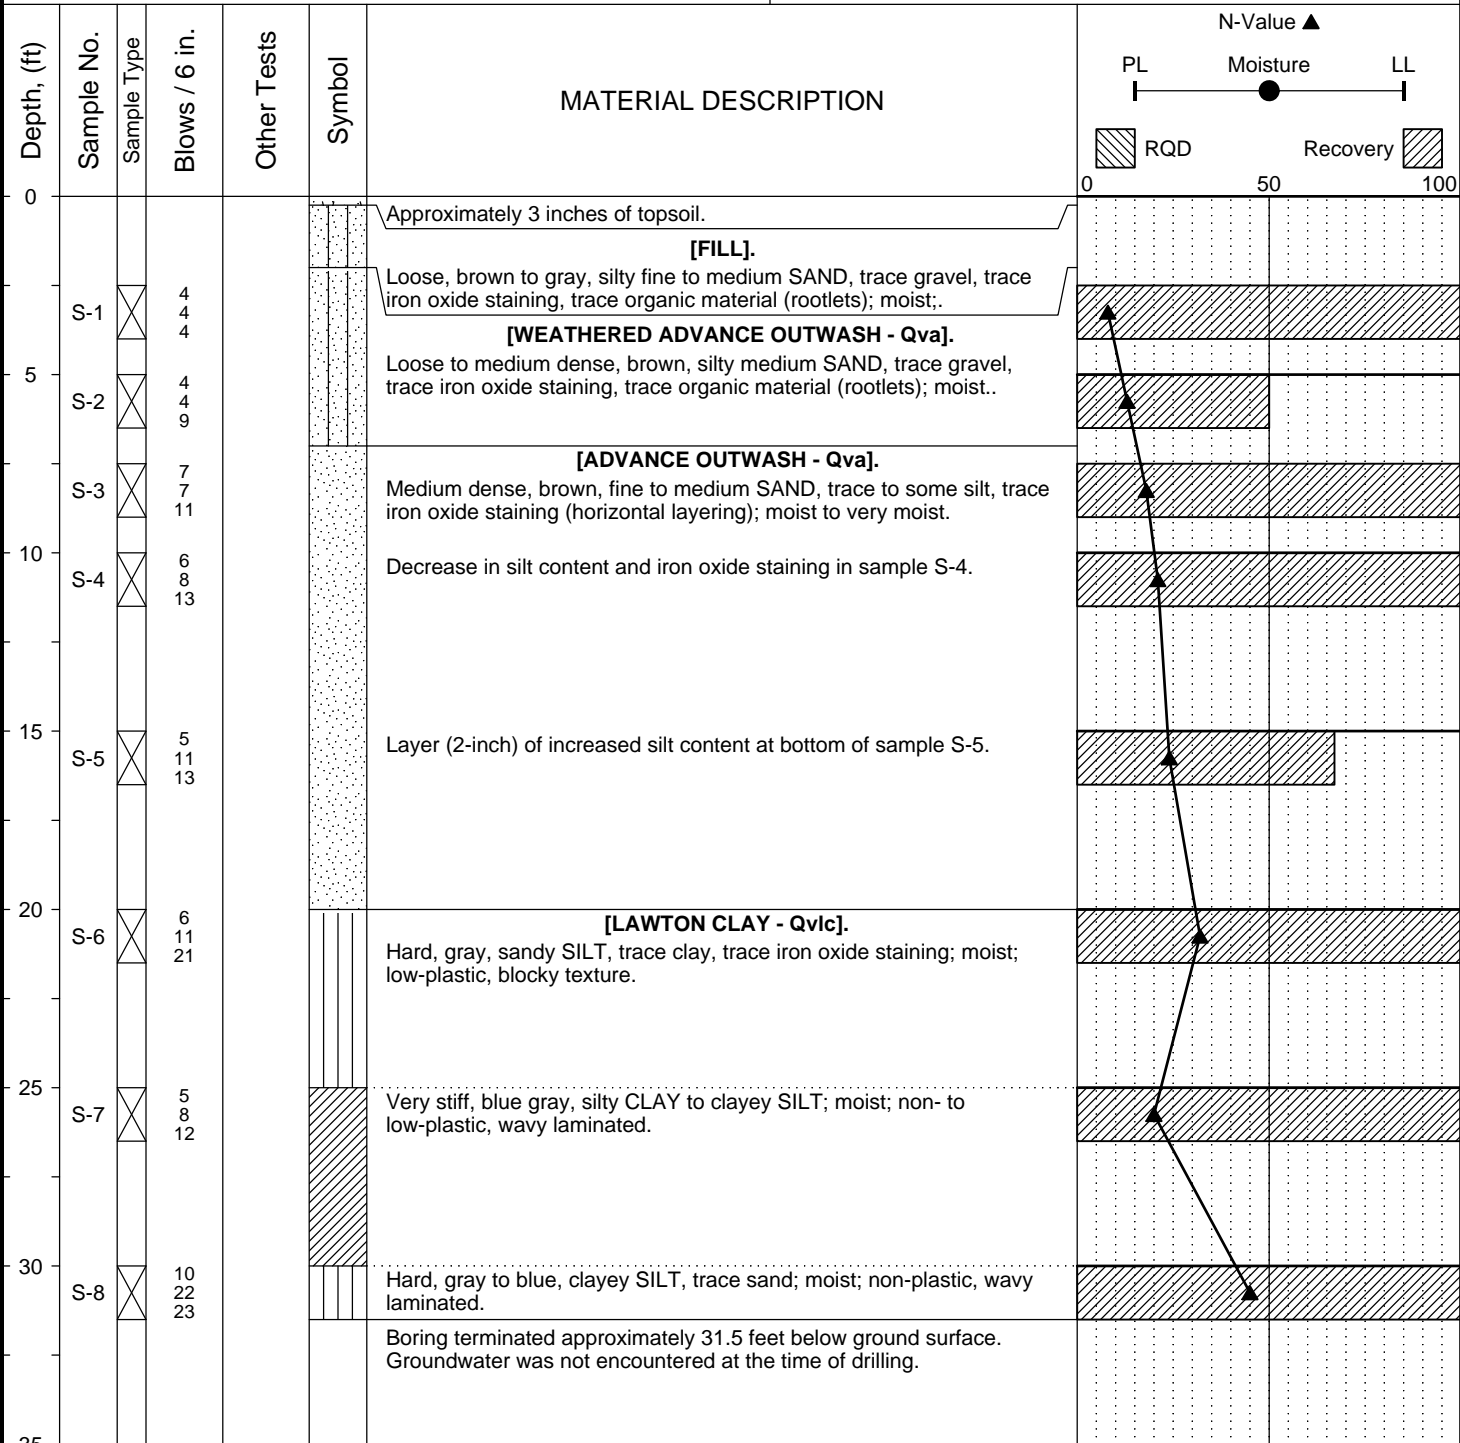 Depth, (ft)
Sample No.
Sample Type
Blows / 6 in.
Other Tests
Symbol
MATERIAL DESCRIPTION
N-Value ▲
PL Moisture LL
RQD Recovery
0 50 100
0
Approximately 3 inches of topsoil.
[FILL].
Loose, brown to gray, silty fine to medium SAND, trace gravel, trace
iron oxide staining, trace organic material (rootlets); moist;.
S-1
4
4
4
[WEATHERED ADVANCE OUTWASH - Qva].
Loose to medium dense, brown, silty medium SAND, trace gravel,
trace iron oxide staining, trace organic material (rootlets); moist..
5
S-2
4
4
9
[ADVANCE OUTWASH - Qva].
Medium dense, brown, fine to medium SAND, trace to some silt, trace
iron oxide staining (horizontal layering); moist to very moist.
S-3
7
7
11
10
S-4
6
8
13
Decrease in silt content and iron oxide staining in sample S-4.
15
S-5
5
11
13
Layer (2-inch) of increased silt content at bottom of sample S-5.
20
S-6
6
11
21
[LAWTON CLAY - Qvlc].
Hard, gray, sandy SILT, trace clay, trace iron oxide staining; moist;
low-plastic, blocky texture.
25
S-7
5
8
12
Very stiff, blue gray, silty CLAY to clayey SILT; moist; non- to
low-plastic, wavy laminated.
30
S-8
10
22
23
Hard, gray to blue, clayey SILT, trace sand; moist; non-plastic, wavy
laminated.
Boring terminated approximately 31.5 feet below ground surface.
Groundwater was not encountered at the time of drilling.
35